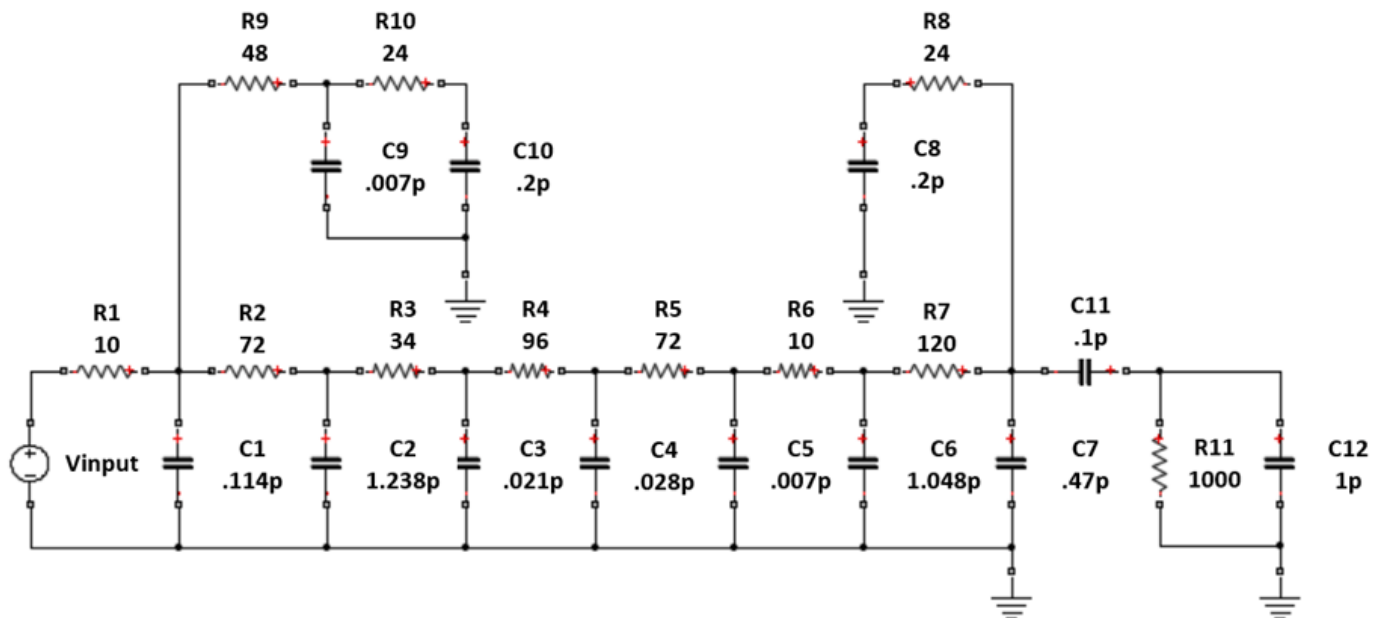 R9
48
R10
24
R8
24
C9
.007p
C10
.2p
C8
.2p
R1
10
R2
72
R3
34
R4
96
R5
72
R6
10
R7
120
C11
.1p
Vinput
C1
.114p
C2
1.238p
C3
.021p
C4
.028p
C5
.007p
C6
1.048p
C7
.47p
R11
1000
C12
1p